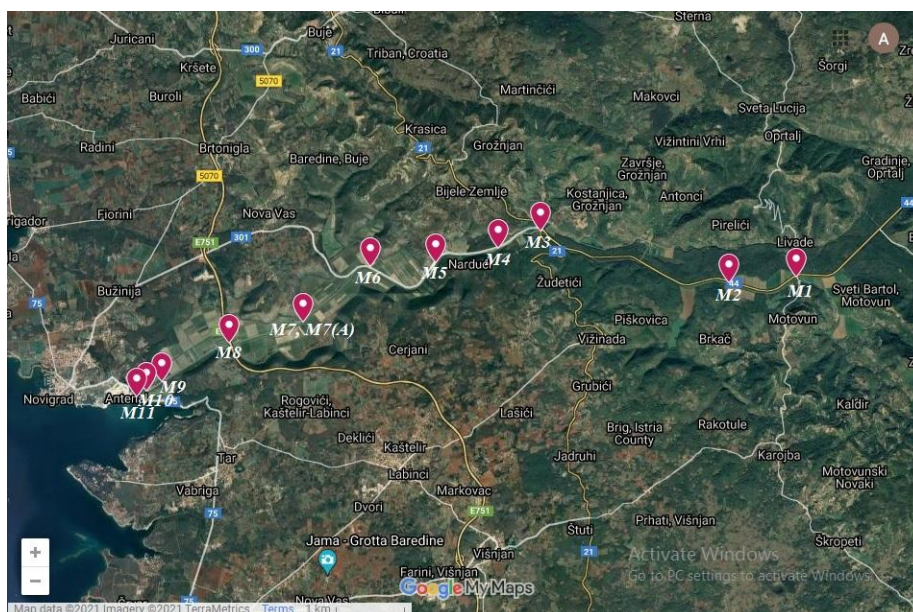 Juricani
300
Buje
21
Triban, Croatia
Šterna
A
Kršete
5070
Šorgi
Babići
Buroli
Martinčići
Makovci
Sveta Lucija
Krasica
Radini
Brtonigla
Baredine, Buje
21
Grožnjan
Vižintini Vrhi
Oprtalj
5070
Završje,
Grožnjan
Gradinje,
Oprtalj
Bijele Zemlje
Kostanjica,
Grožnjan
Antonci
Fiorini
Nova Vas
44
Pirelići
E751
301
M3
Livade
M6
M5
M4
Narduel
21
M2
44
M1
Sveti Bartol,
Motovun
Bužinija
Žudetići
75
M7, M7(A)
Piškovica
Motovun
M8
Vižinada
Brkač
Cerjani
M9
M10
M11
Novigrad
75
Rogovići,
Kaštelir-Labinci
Grubići
Kaldir
Lašići
Brig, Istria
County
Rakotule
Deklići
Kaštelir
Tar
Jadruhi
Karojba
Labinci
Vabriga
Markovac
Motovunski
Novaki
Dvori
75
E751
Štuti
Prhati, Višnjan
Jama - Grotta Baredine
Višnjan
21
Škropeti
Activate Windows
Go to PC settings to activate Windows.
Farini, Višnjan
Google My Maps
Nova Vas
Map data ©2021 Imagery ©2021 TerraMetrics Terms 1 km